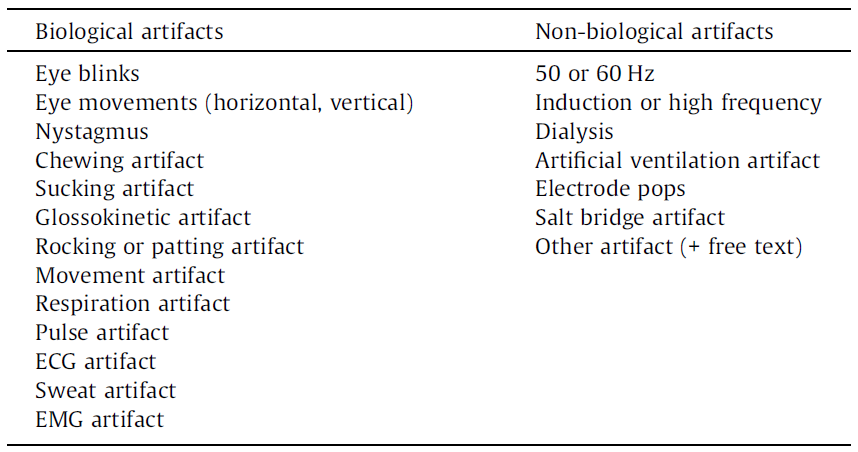 Biological artifacts Non-biological artifacts
Eye blinks 50 or 60 Hz
Eye movements (horizontal, vertical) Induction or high frequency
Nystagmus Dialysis
Chewing artifact Artificial ventilation artifact
Sucking artifact Electrode pops
Glossokinetic artifact Salt bridge artifact
Rocking or patting artifact Other artifact (+ free text)
Movement artifact
Respiration artifact
Pulse artifact
ECG artifact
Sweat artifact
EMG artifact